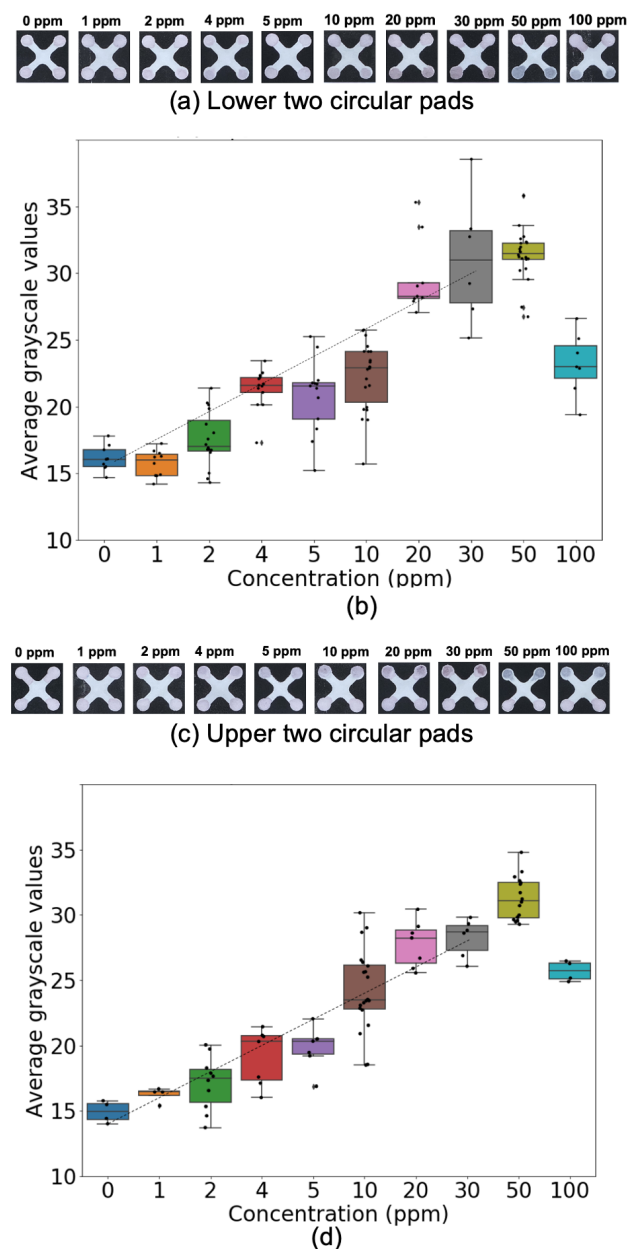 0 ppm 1 ppm 2 ppm 4 ppm 5 ppm 10 ppm 20 ppm 30 ppm 50 ppm 100 ppm
(a) Lower two circular pads
Average grayscale values
35
30
25
20
15
10
0 1 2 4 5 10 20 30 50 100
Concentration (ppm)
(b)
0 ppm 1 ppm 2 ppm 4 ppm 5 ppm 10 ppm 20 ppm 30 ppm 50 ppm 100 ppm
(c) Upper two circular pads
Average grayscale values
35
30
25
20
15
10
0 1 2 4 5 10 20 30 50 100
Concentration (ppm)
(d)